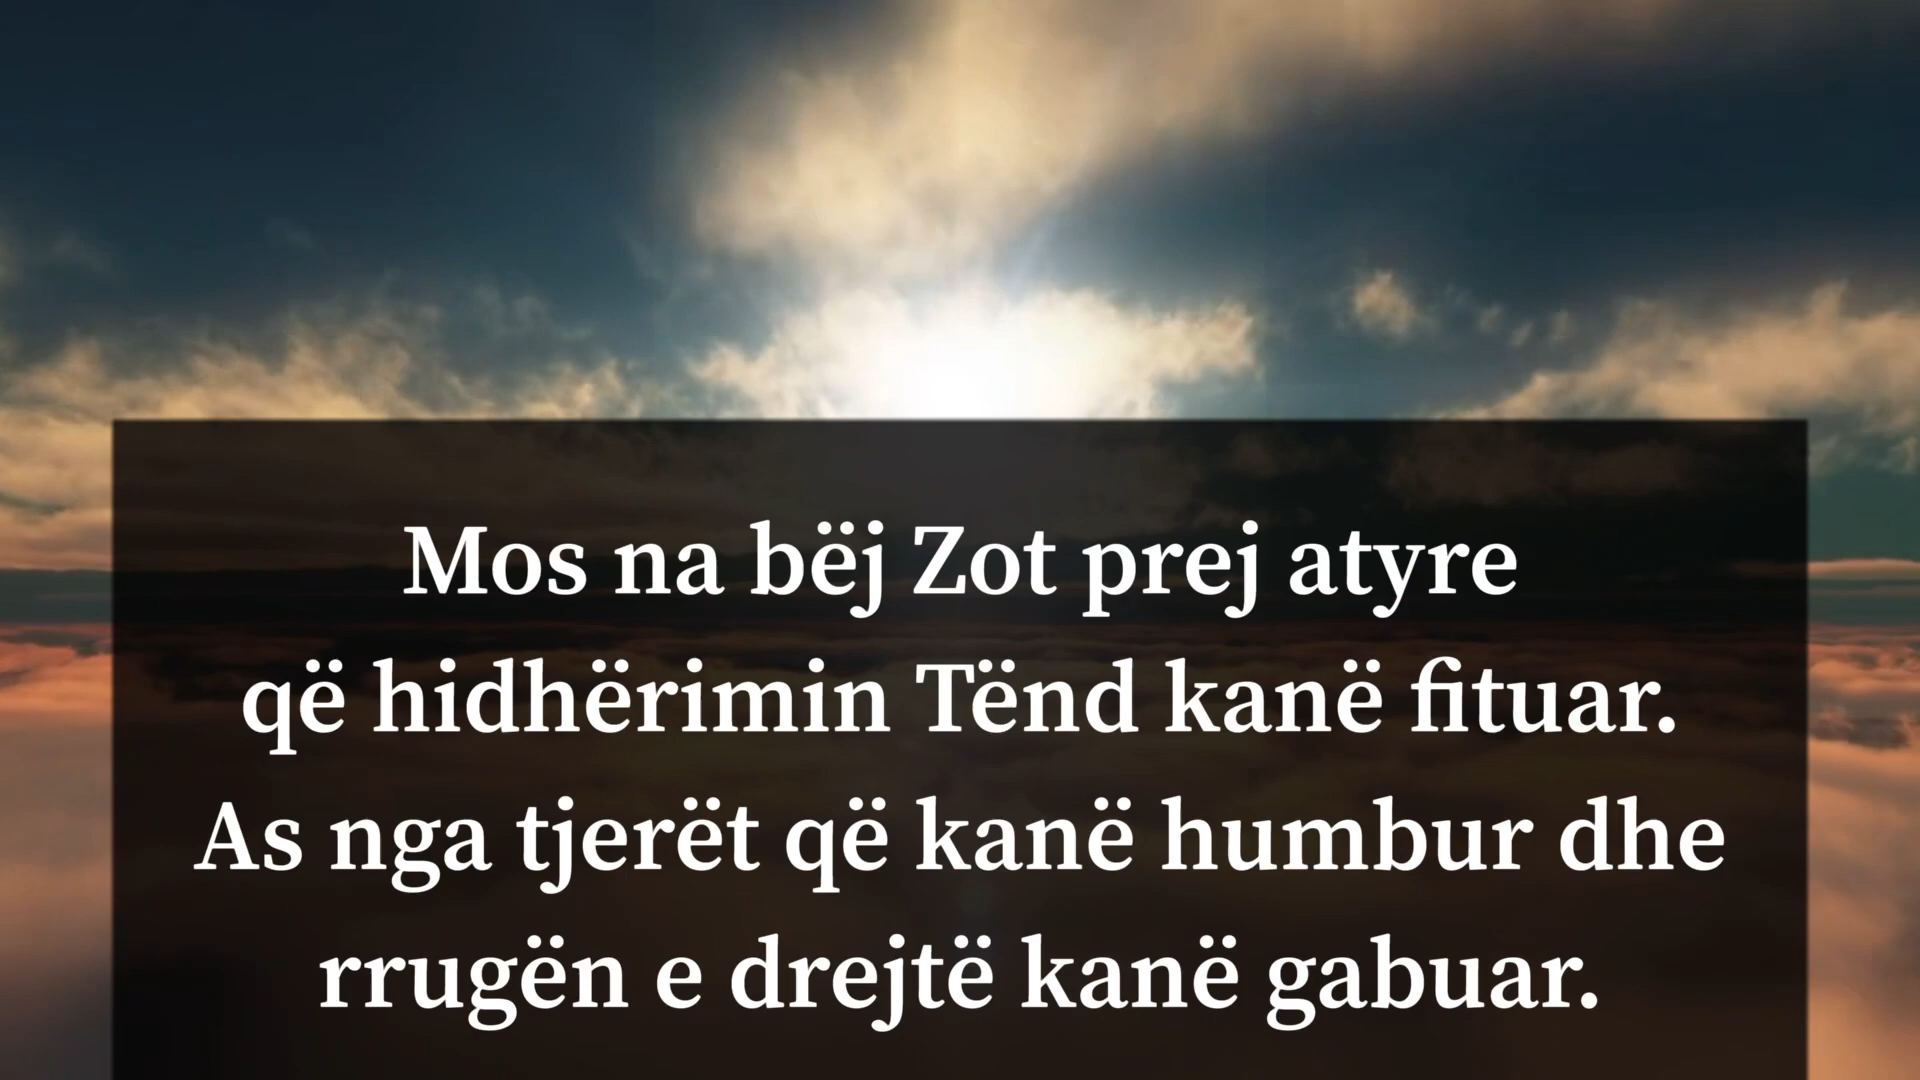 Mos na bëj Zot prej atyre
që hidhërimin Tënd kanë fituar.
As nga tjerët që kanë humbur dhe
rrugën e drejtë kanë gabuar.